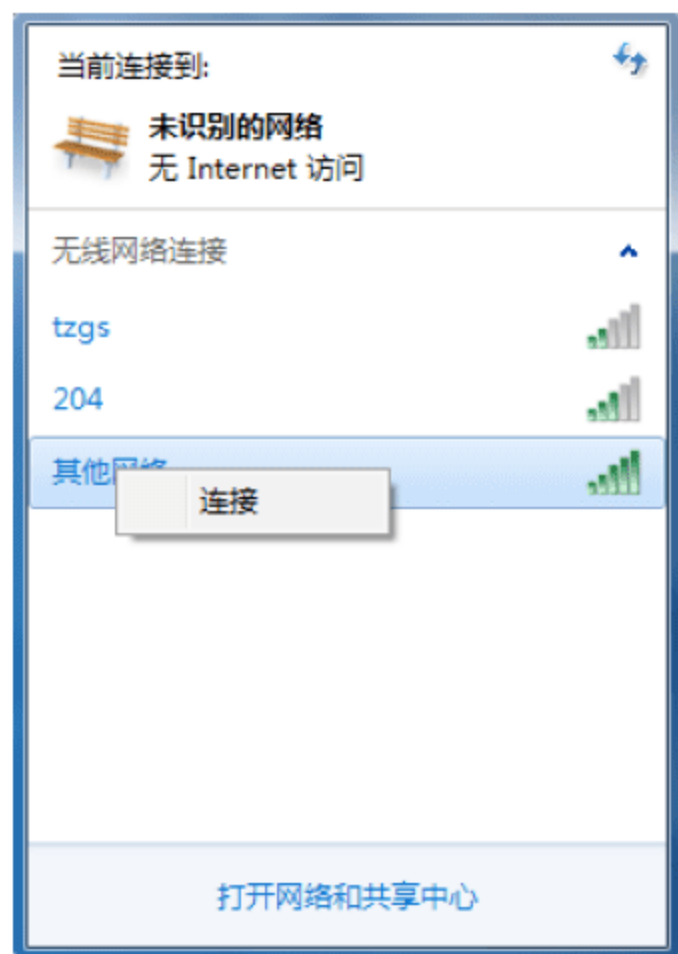 当前连接到:
未识别的网络
无 Internet 访问
无线网络连接
tzgs
204
其他网络
连接
打开网络和共享中心